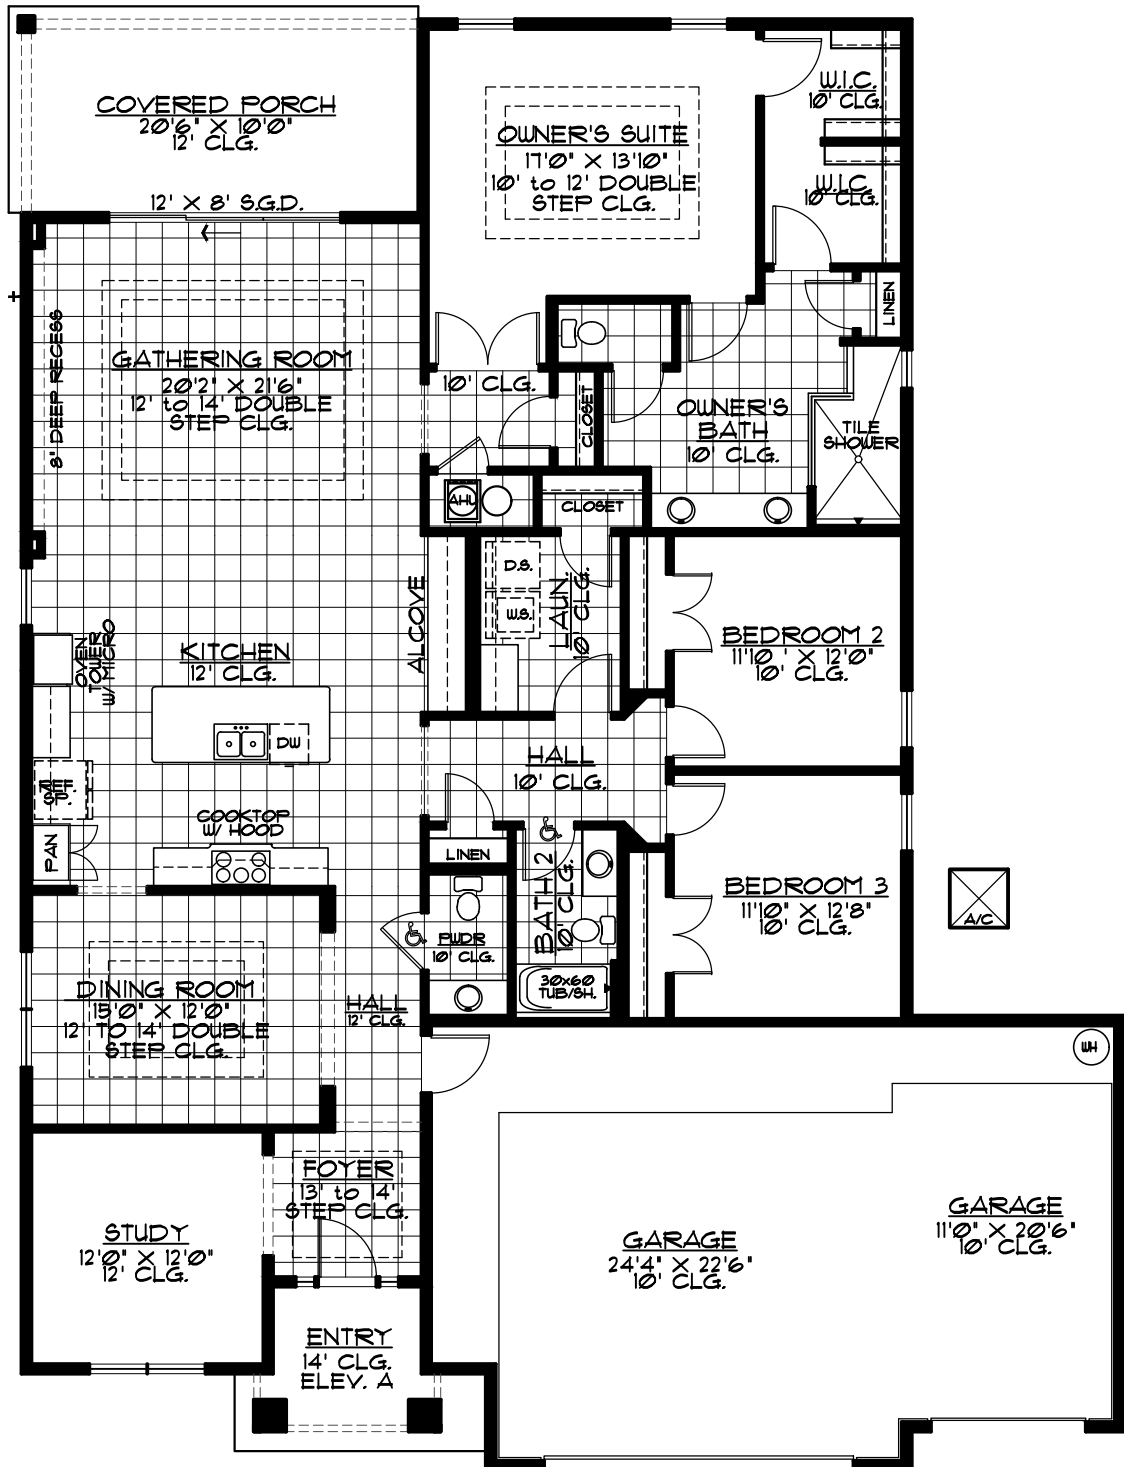 COVERED PORCH
20'6" X 10'0"
12' CLG.
12' X 8' S.G.D.
OWNER'S SUITE
17'0" X 13'10"
10' to 12' DOUBLE
STEP CLG.
W.I.C.
10' CLG.
W.I.C.
10' CLG.
LINEN
8" DEEP RECESS
GATHERING ROOM
20'2" X 21'6"
12' to 14' DOUBLE
STEP CLG.
10' CLG.
CLOSET
OWNER'S
BATH
10' CLG.
TILE
SHOWER
AHU
CLOSET
ALCOVE
D.S.
W.S.
LAUN.
10' CLG.
BEDROOM 2
11'10 ' X 12'0"
10' CLG.
OVEN
TOWER
W/ MICRO
KITCHEN
12' CLG.
DW
REF.
SP.
PAN
COOKTOP
W/ HOOD
HALL
10' CLG.
LINEN
BATH 2
10' CLG.
PWDR
10' CLG.
30x60
TUB/SH.
BEDROOM 3
11'10" X 12'8"
10' CLG.
A/C
DINING ROOM
15'0" X 12'0"
12' TO 14' DOUBLE
STEP CLG.
HALL
12' CLG.
WH
FOYER
13' to 14'
STEP CLG.
STUDY
12'0" X 12'0"
12' CLG.
GARAGE
24'4" X 22'6"
10' CLG.
GARAGE
11'0" X 20'6"
10' CLG.
ENTRY
14' CLG.
ELEV. A